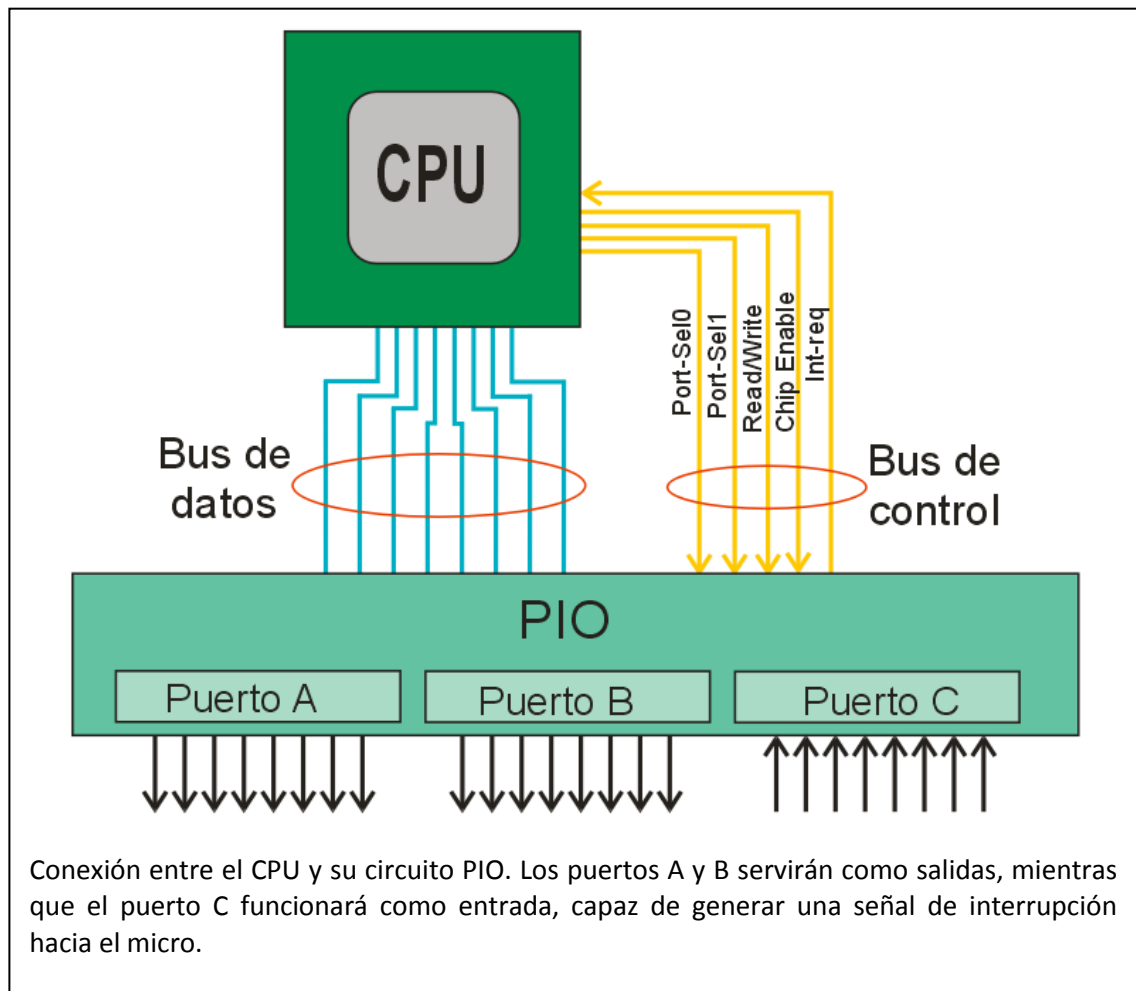 CPU
Port-Sel0
Port-Sel1
Read/Write
Chip Enable
Int-req
Bus de
datos
Bus de
control
PIO
Puerto A
Puerto B
Puerto C
Conexión entre el CPU y su circuito PIO. Los puertos A y B servirán como salidas, mientras
que el puerto C funcionará como entrada, capaz de generar una señal de interrupción
hacia el micro.